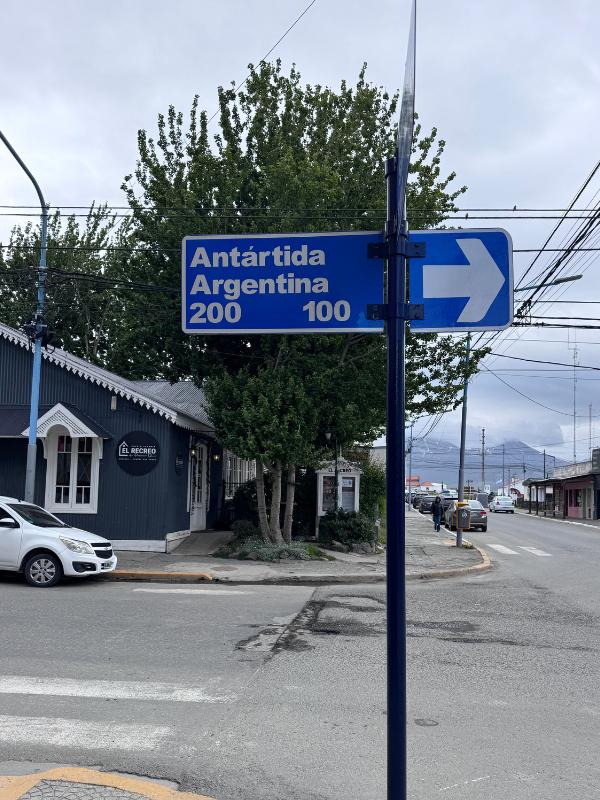 Antártida
Argentina
200 100
EL RECREO